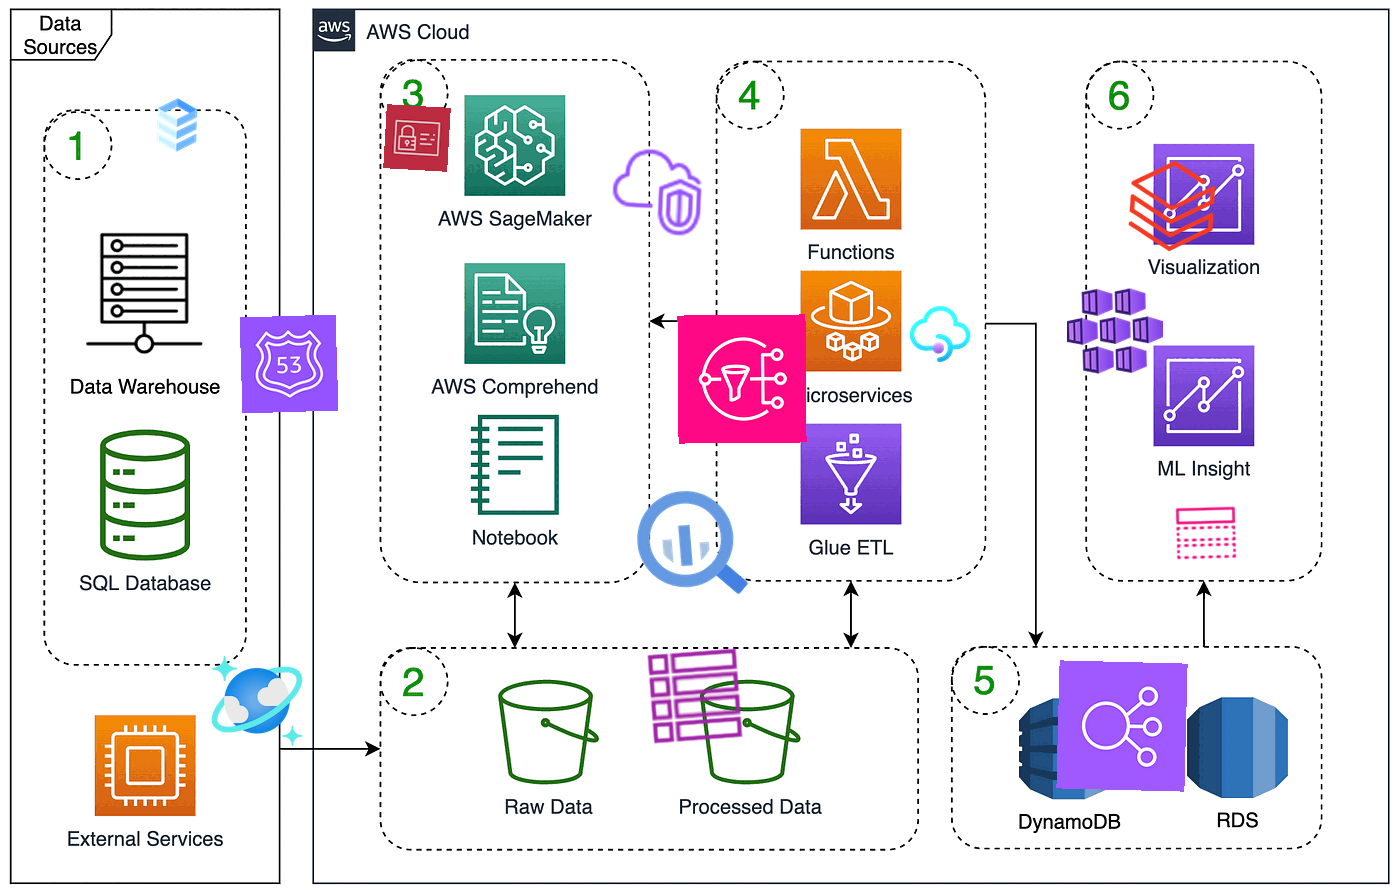 Data
Sources
aws
AWS Cloud
1
Data Warehouse
SQL Database
External Services
53
3
AWS SageMaker
AWS Comprehend
Notebook
4
Functions
icroservices
Glue ETL
6
Visualization
ML Insight
2
Raw Data
Processed Data
5
DynamoDB
RDS